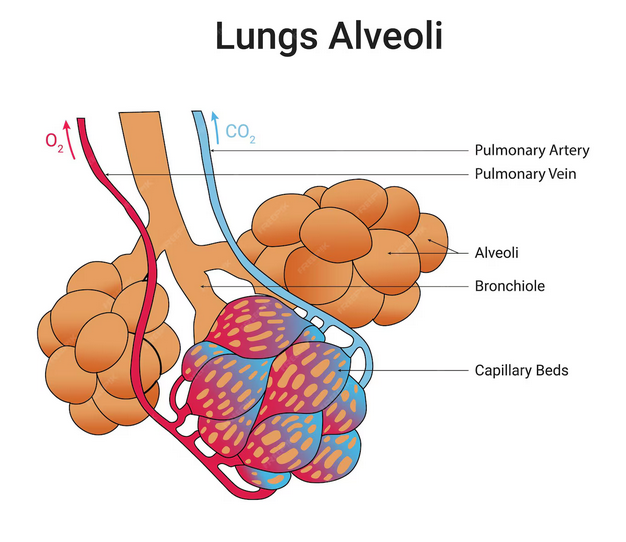 Lungs Alveoli
O2
CO2
Pulmonary Artery
Pulmonary Vein
Alveoli
Bronchiole
Capillary Beds